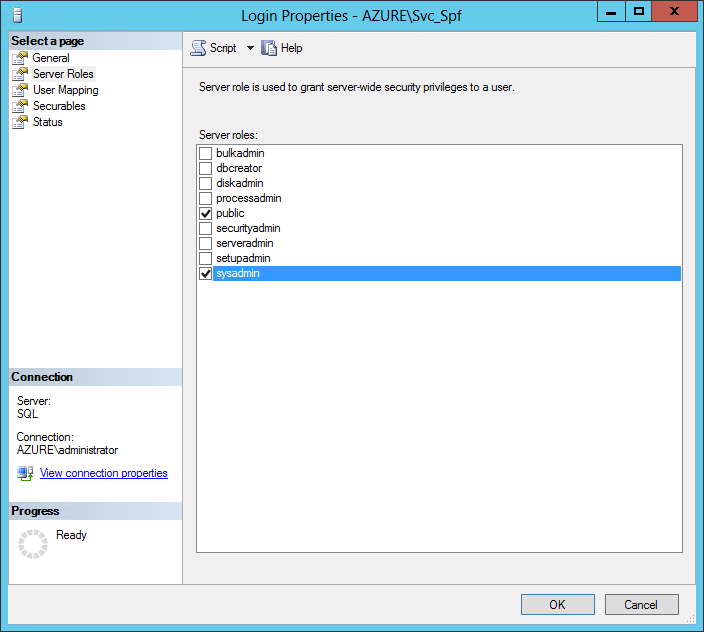 Login Properties - AZURE\Svc_Spf
X
Select a page
General
Server Roles
User Mapping
Securables
Status
Script
Help
Server role is used to grant server-wide security privileges to a user.
Server roles:
bulkadmin
dbcreator
diskadmin
processadmin
public
securityadmin
serveradmin
setupadmin
sysadmin
Connection
Server:
SQL
Connection:
AZURE\administrator
View connection properties
Progress
Ready
OK
Cancel